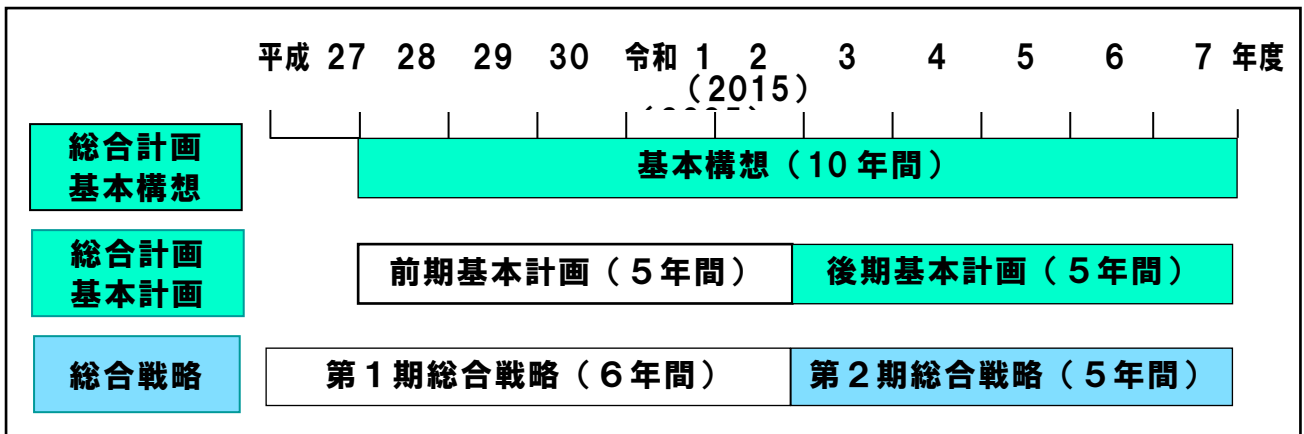 平成 27 28 29 30 令和 1 2 3 4 5 6 7 年度
（2015）
総合計画
基本構想
基本構想（10 年間）
総合計画
基本計画
前期基本計画（５年間）
後期基本計画（５年間）
総合戦略
第１期総合戦略（６年間）
第２期総合戦略（５年間）